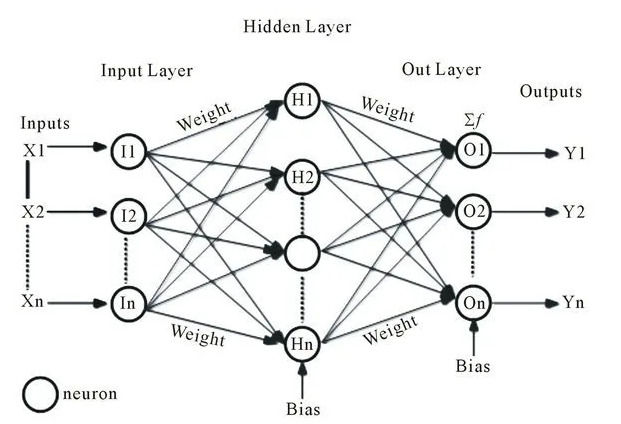 Hidden Layer
Input Layer
Out Layer
Outputs
Inputs
Weight
Weight
H1
Σf
X1
I1
O1
Y1
H2
X2
I2
O2
Y2
Xn
In
On
Yn
Weight
Weight
Hn
Bias
neuron
Bias